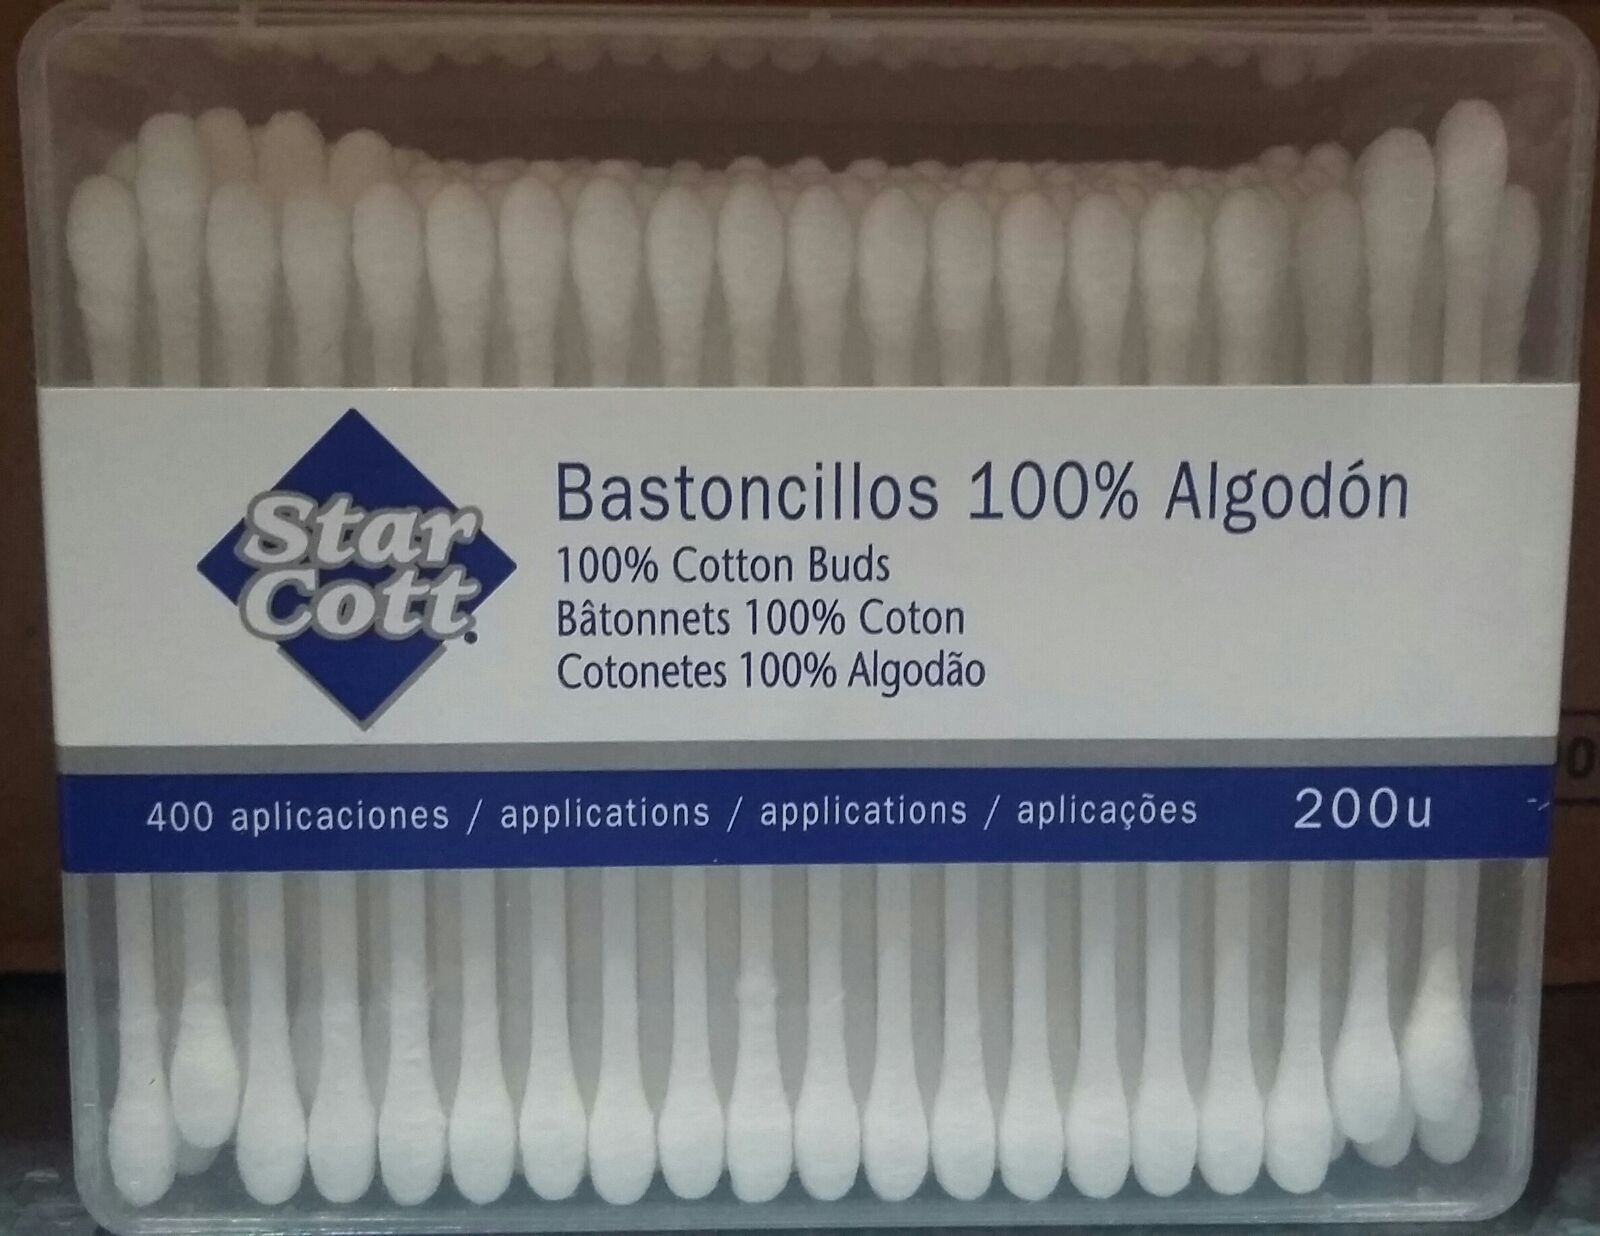 Star
Cott
Bastoncillos 100% Algodón
100% Cotton Buds
Bâtonnets 100% Coton
Cotonetes 100% Algodão
400 aplicaciones / applications / applications / aplicações 200u